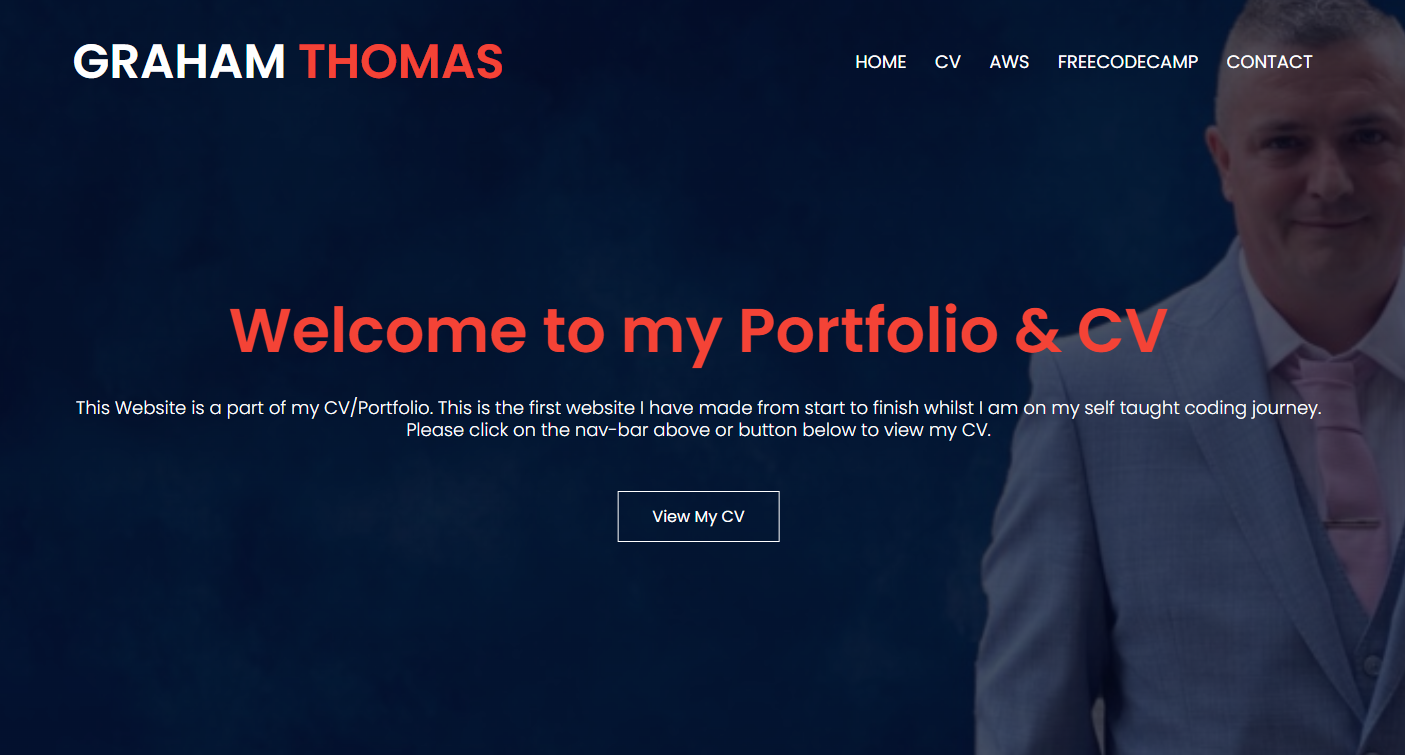 GRAHAM THOMAS
HOME CV AWS FREECODECAMP CONTACT
Welcome to my Portfolio & CV
This Website is a part of my CV/Portfolio. This is the first website I have made from start to finish whilst I am on my self taught coding journey.
Please click on the nav-bar above or button below to view my CV.
View My CV